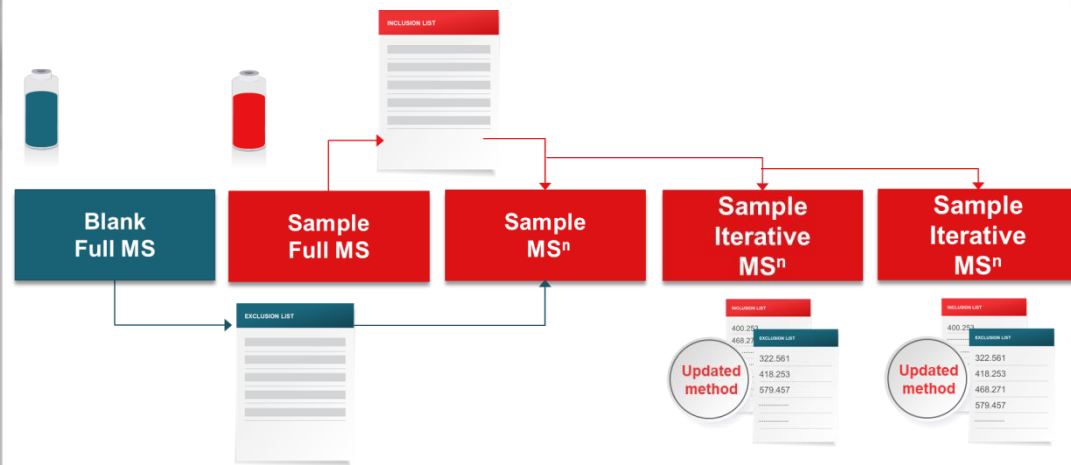 INCLUSION LIST
Blank
Full MS
Sample
Full MS
Sample
MSⁿ
Sample
Iterative
MSⁿ
Sample
Iterative
MSⁿ
EXCLUSION LIST
INCLUSION LIST
400.253
468.27
EXCLUSION LIST
322.561
418.253
579.457
Updated
method
INCLUSION LIST
400.253
EXCLUSION LIST
322.561
418.253
468.271
579.457
Updated
method